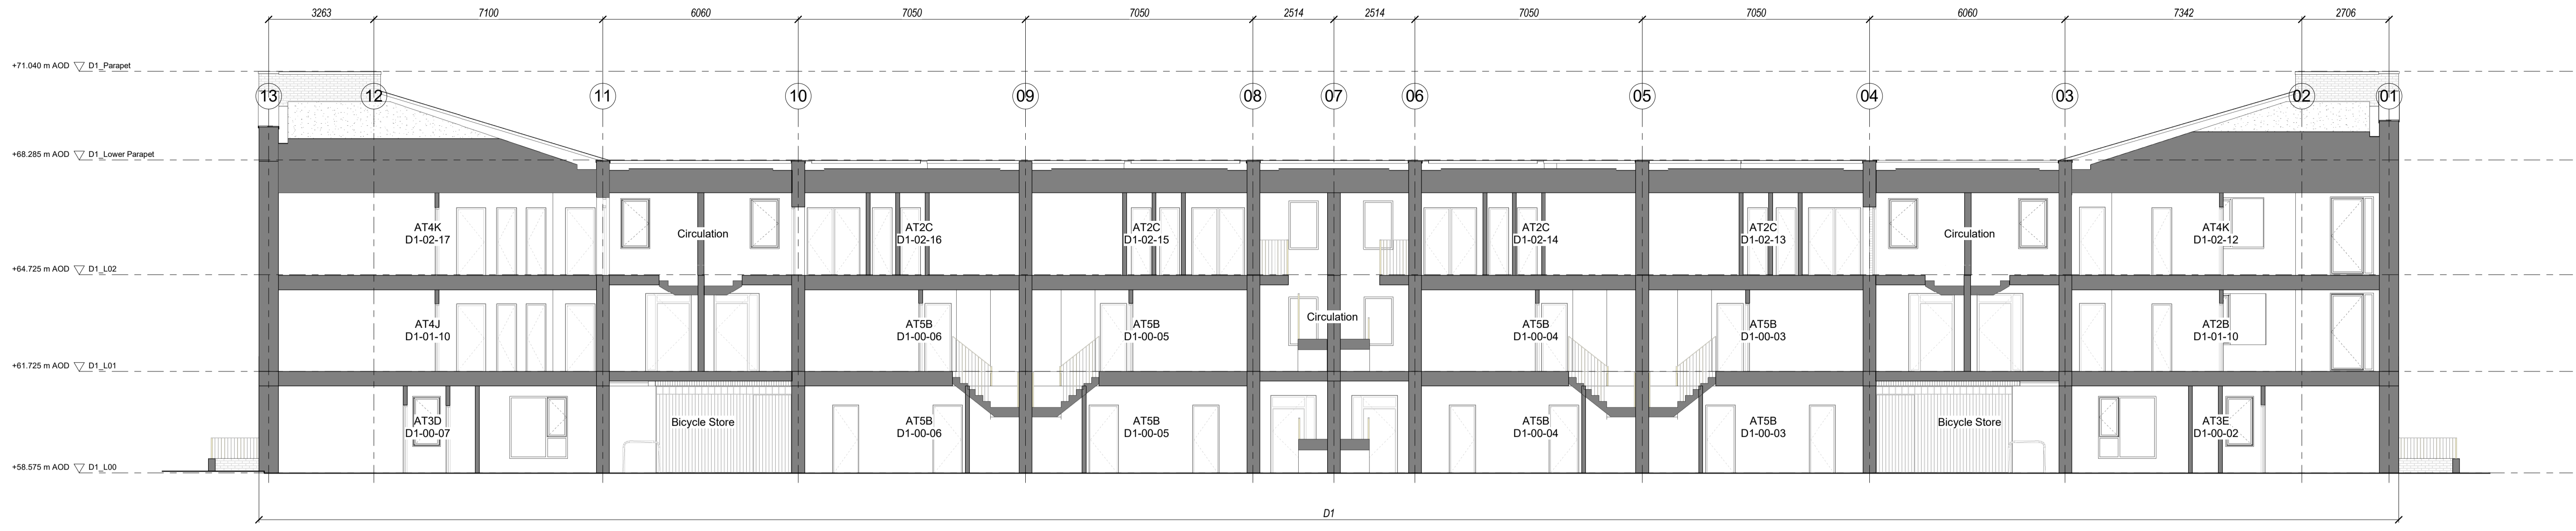 3263 7100 6060 7050 7050 2514 2514 7050 7050 6060 7342 2706
+71.040 m AOD D1_Parapet
13 12 11 10 09 08 07 06 05 04 03 02 01
+68.285 m AOD D1_Lower Parapet
AT4K
D1-02-17
Circulation
AT2C
D1-02-16
AT2C
D1-02-15
AT2C
D1-02-14
AT2C
D1-02-13
Circulation
AT4K
D1-02-12
+64.725 m AOD D1_L02
AT4J
D1-01-10
AT5B
D1-00-06
AT5B
D1-00-05
Circulation
AT5B
D1-00-04
AT5B
D1-00-03
AT2B
D1-01-10
+61.725 m AOD D1_L01
AT3D
D1-00-07
Bicycle Store
AT5B
D1-00-06
AT5B
D1-00-05
AT5B
D1-00-04
AT5B
D1-00-03
Bicycle Store
AT3E
D1-00-02
+58.575 m AOD D1_L00
D1